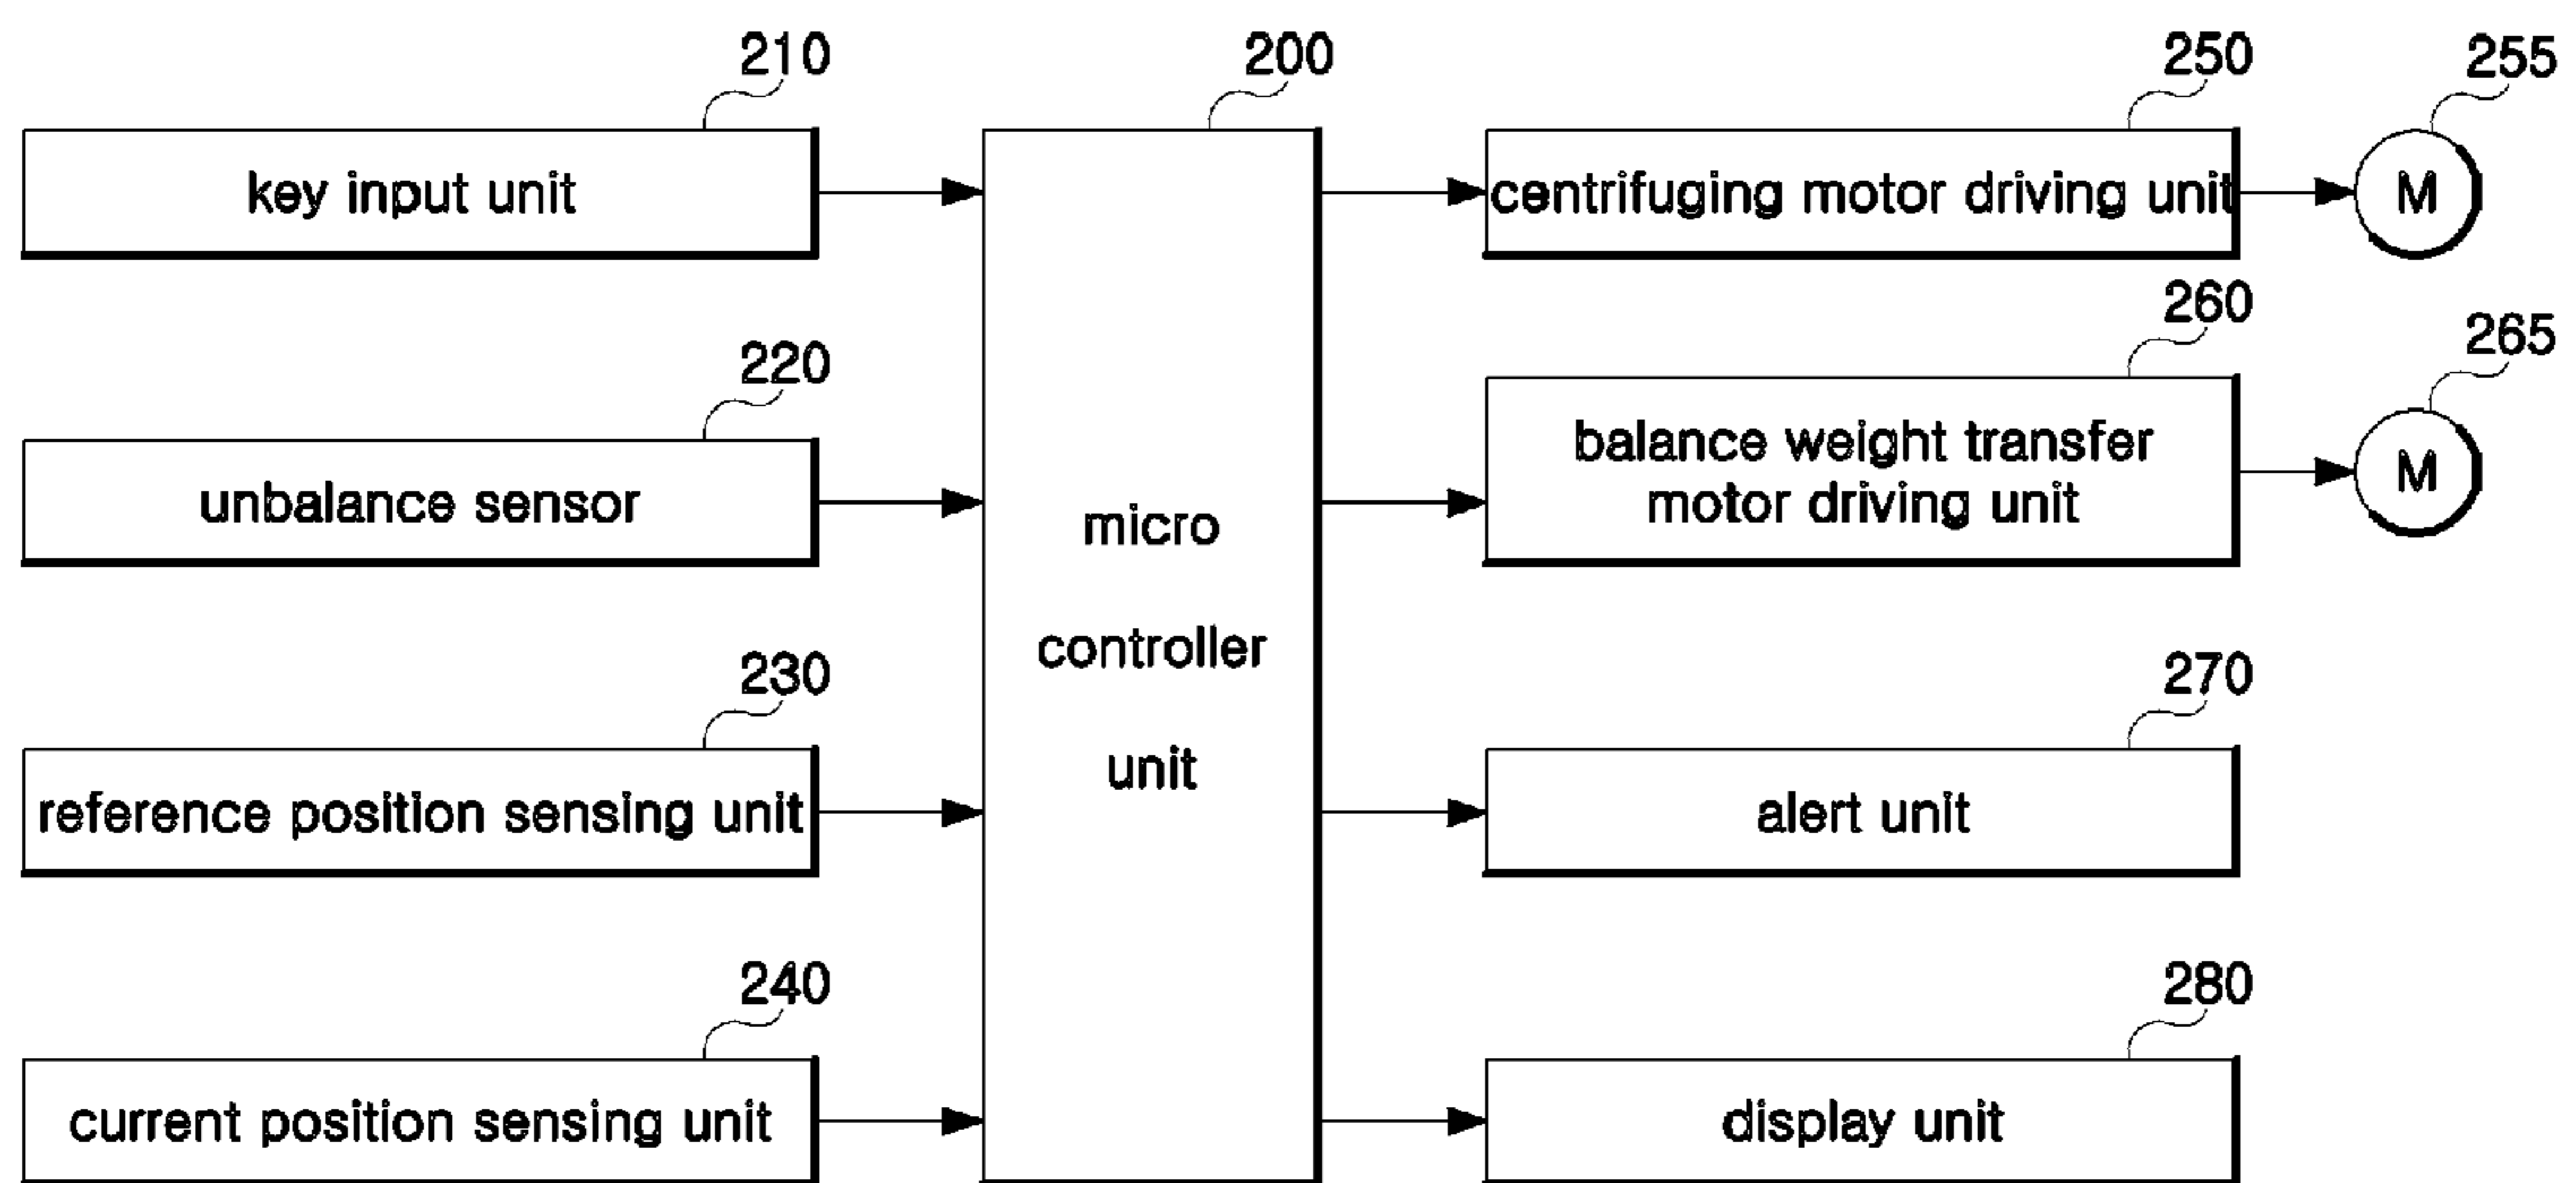 210
200
250
255
key input unit
centrifuging motor driving unit
M
220
260
265
unbalance sensor
balance weight transfer
motor driving unit
M
micro
controller
unit
230
270
reference position sensing unit
alert unit
240
280
current position sensing unit
display unit